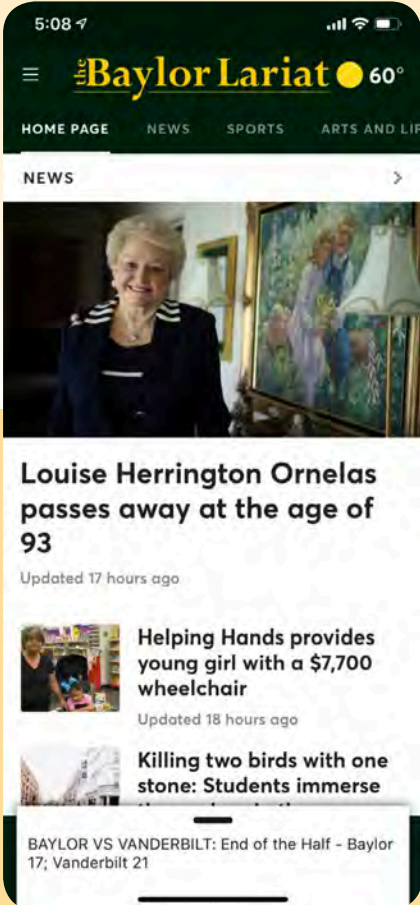 5:08
the Baylor Lariat 60°
HOME PAGE NEWS SPORTS ARTS AND LIF
NEWS
Louise Herrington Ornelas
passes away at the age of
93
Updated 17 hours ago
Helping Hands provides
young girl with a $7,700
wheelchair
Updated 18 hours ago
Killing two birds with one
stone: Students immerse
BAYLOR VS VANDERBILT: End of the Half - Baylor
17; Vanderbilt 21